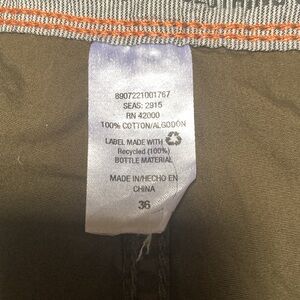 8907221001767
SEAS: 2915
RN 42000
100% COTTON/ALGODÓN
LABEL MADE WITH
Recycled (100%)
BOTTLE MATERIAL
MADE IN/HECHO EN
CHINA
36